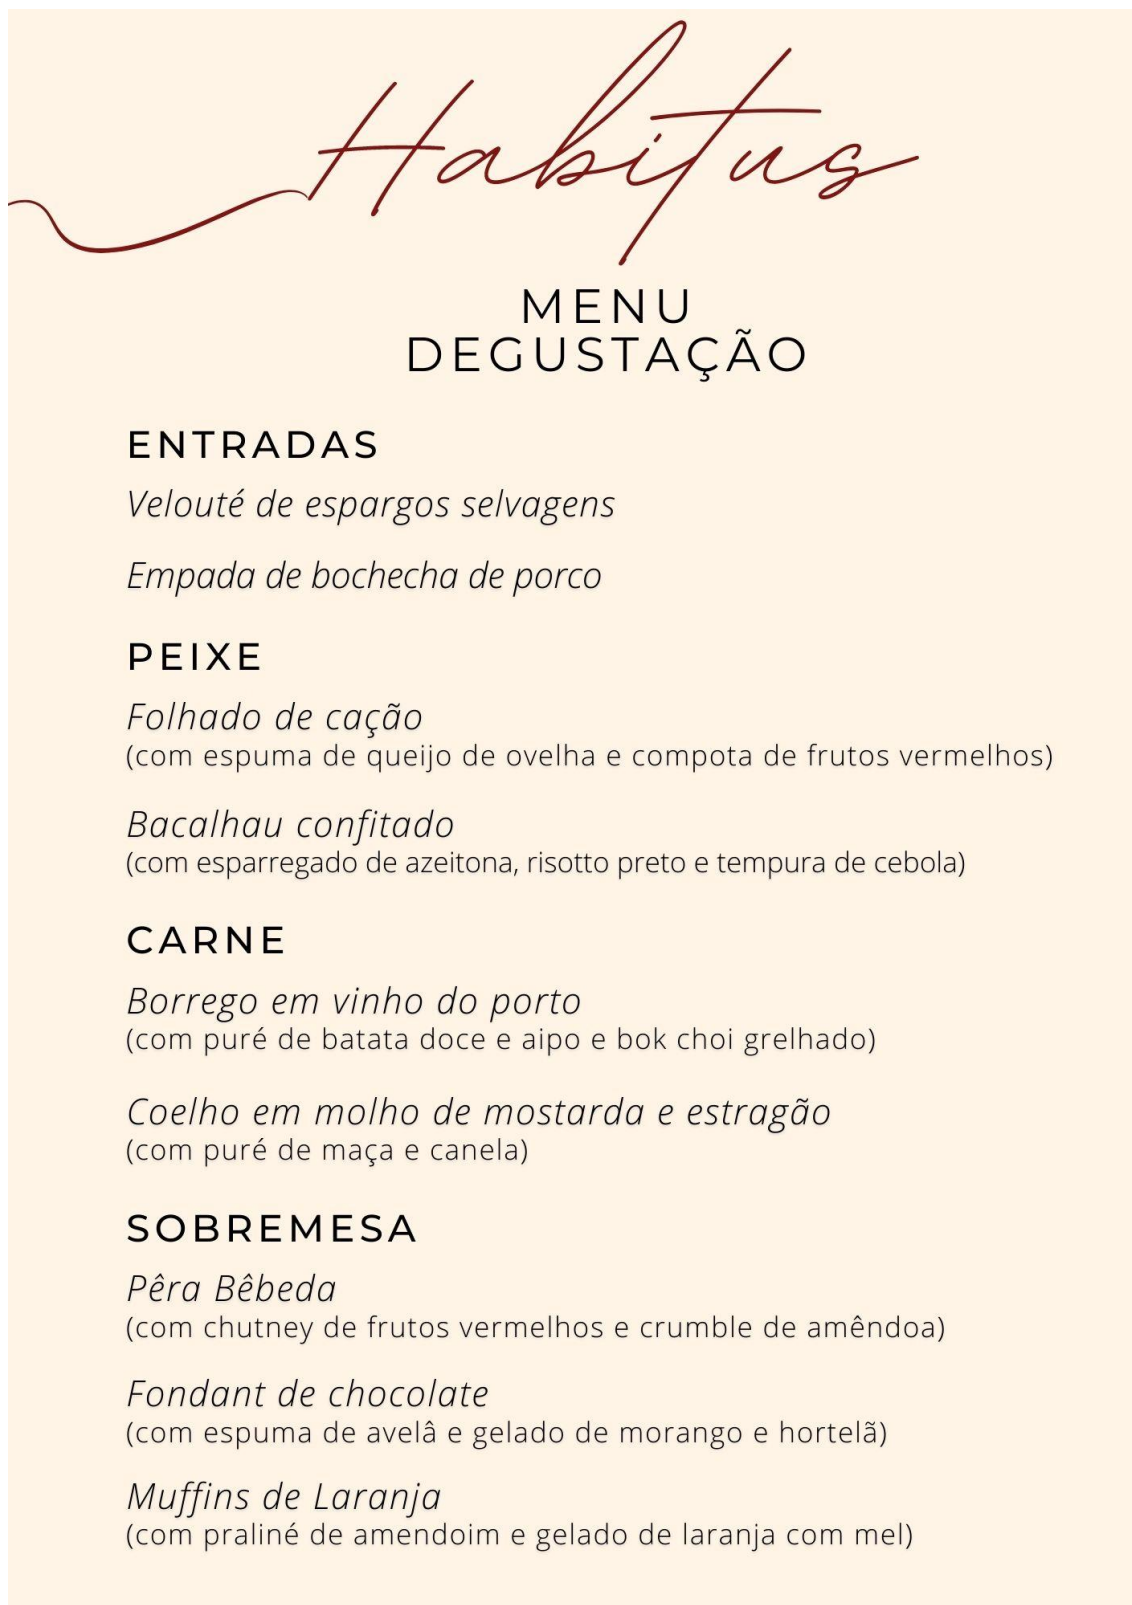 Habitus
MENU
DEGUSTAÇÃO
ENTRADAS
Velouté de espargos selvagens
Empada de bochecha de porco
PEIXE
Folhado de cação
(com espuma de queijo de ovelha e compota de frutos vermelhos)
Bacalhau confitado
(com esparregado de azeitona, risotto preto e tempura de cebola)
CARNE
Borrego em vinho do porto
(com puré de batata doce e aipo e bok choi grelhado)
Coelho em molho de mostarda e estragão
(com puré de maça e canela)
SOBREMESA
Pêra Bêbeda
(com chutney de frutos vermelhos e crumble de amêndoa)
Fondant de chocolate
(com espuma de avelâ e gelado de morango e hortelã)
Muffins de Laranja
(com praliné de amendoim e gelado de laranja com mel)